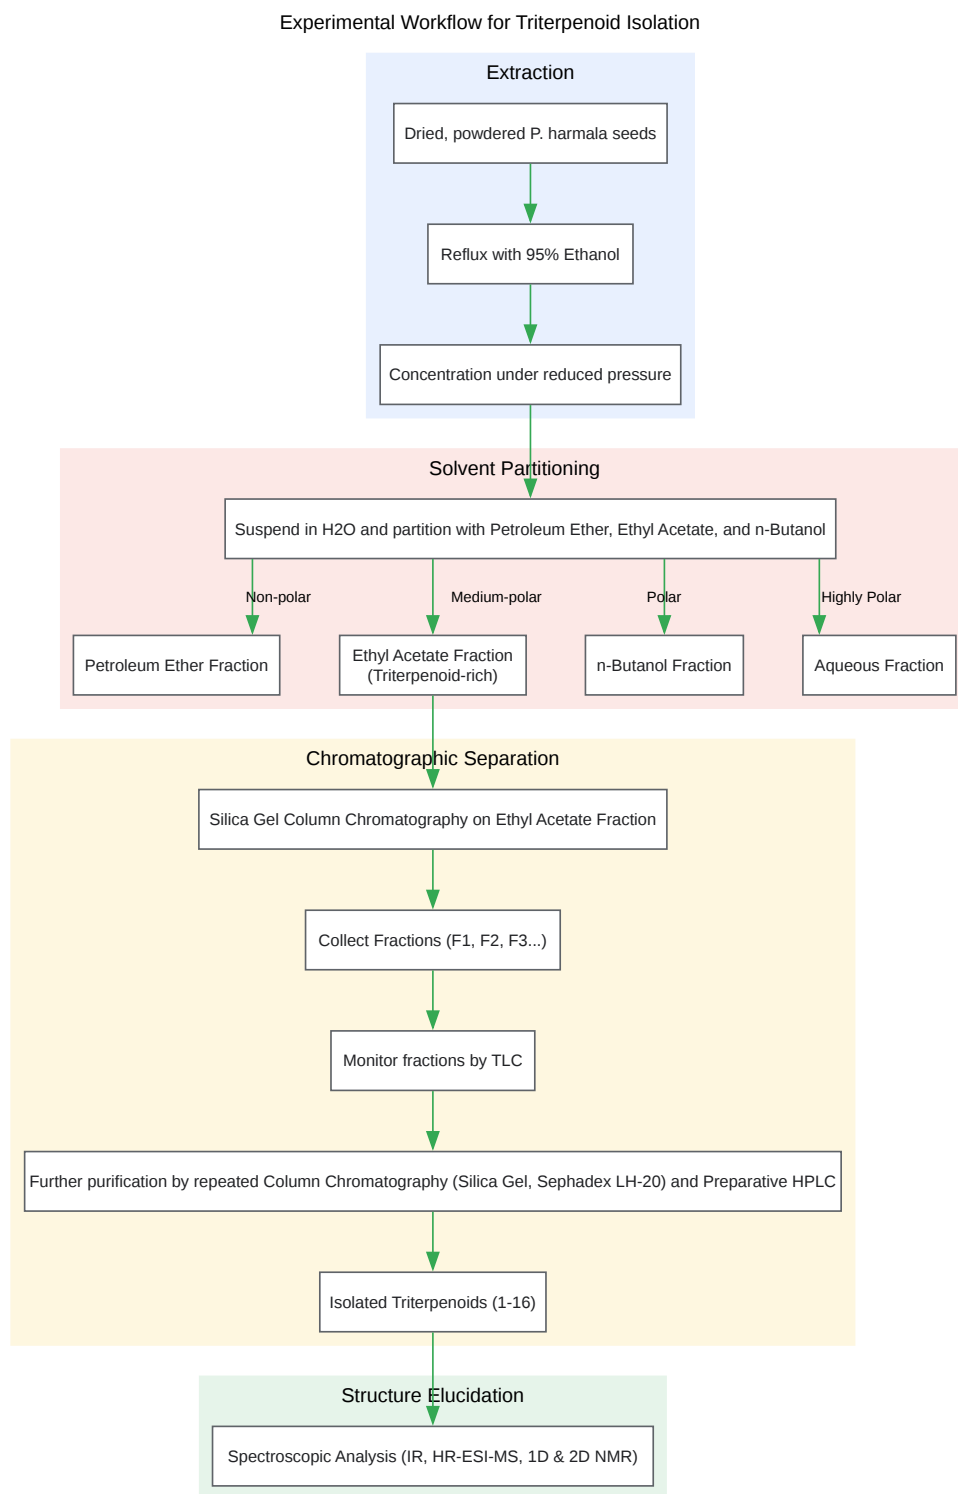 Experimental Workflow for Triterpenoid Isolation
Extraction
Dried, powdered P. harmala seeds
Reflux with 95% Ethanol
Concentration under reduced pressure
Solvent Partitioning
Suspend in H2O and partition with Petroleum Ether, Ethyl Acetate, and n-Butanol
Non-polar
Medium-polar
Polar
Highly Polar
Petroleum Ether Fraction
Ethyl Acetate Fraction
(Triterpenoid-rich)
n-Butanol Fraction
Aqueous Fraction
Chromatographic Separation
Silica Gel Column Chromatography on Ethyl Acetate Fraction
Collect Fractions (F1, F2, F3...)
Monitor fractions by TLC
Further purification by repeated Column Chromatography (Silica Gel, Sephadex LH-20) and Preparative HPLC
Isolated Triterpenoids (1-16)
Structure Elucidation
Spectroscopic Analysis (IR, HR-ESI-MS, 1D & 2D NMR)